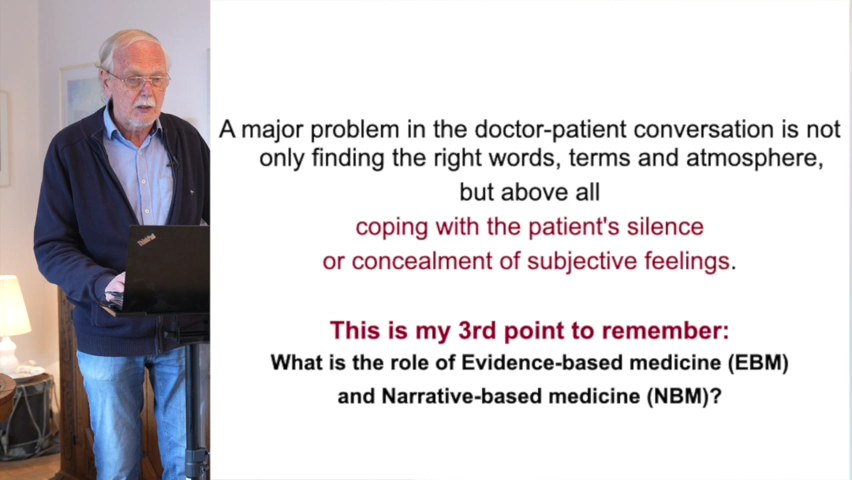 A major problem in the doctor-patient conversation is not
only finding the right words, terms and atmosphere,
but above all
coping with the patient's silence
or concealment of subjective feelings.
This is my 3rd point to remember:
What is the role of Evidence-based medicine (EBM)
and Narrative-based medicine (NBM)?
ThinkPad